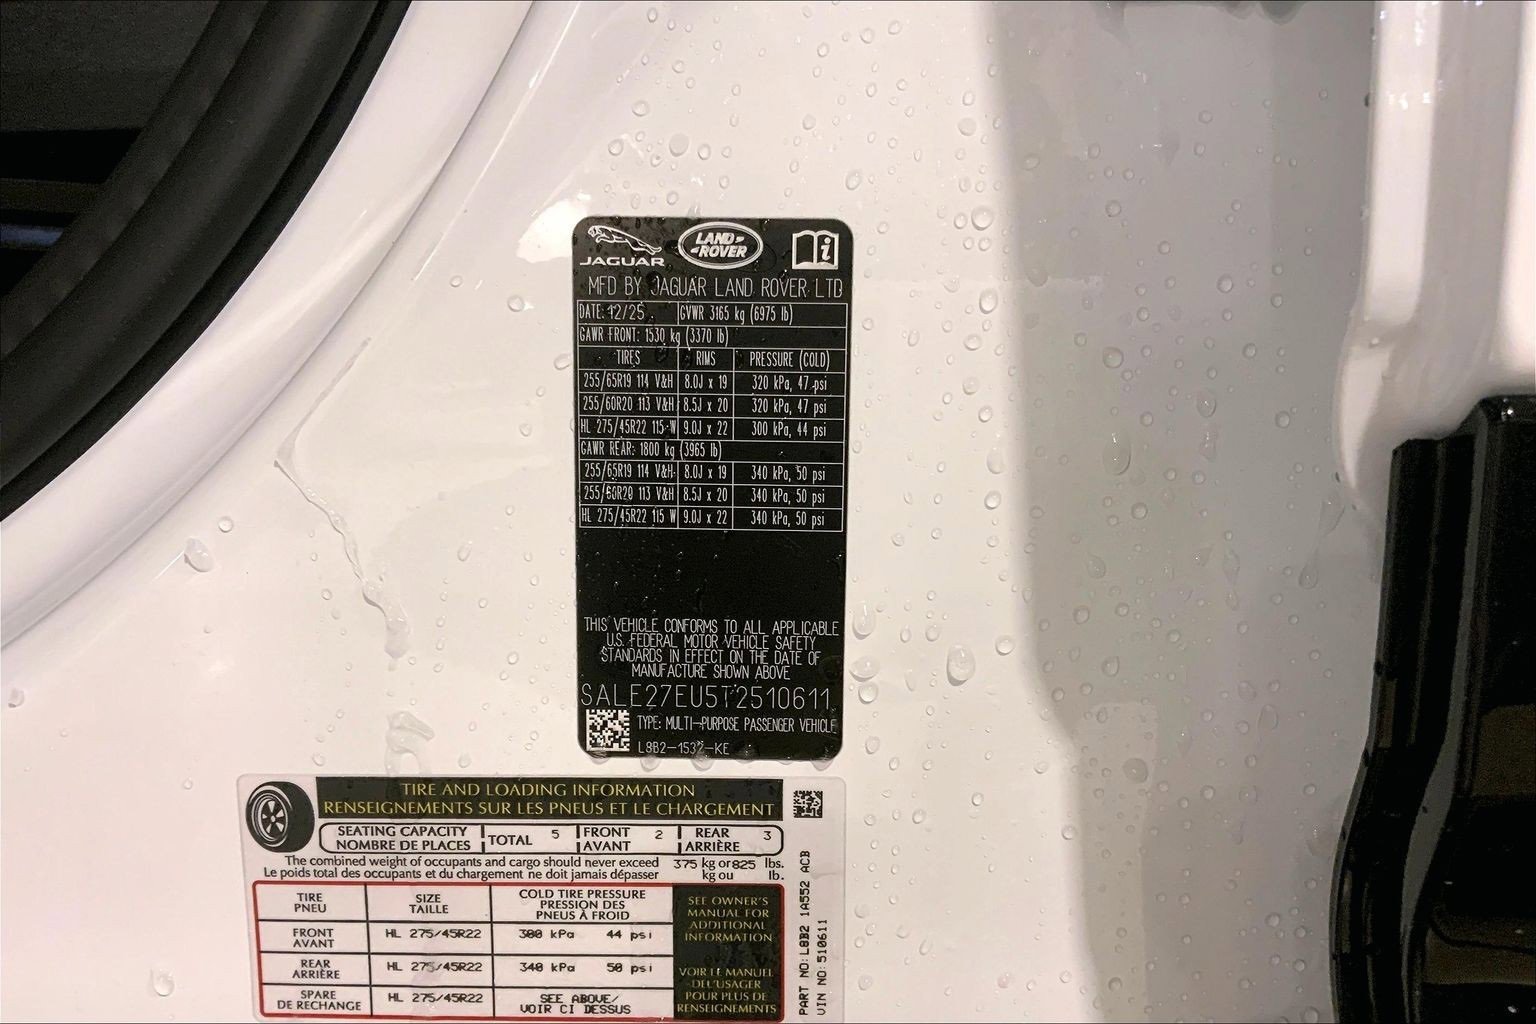 JAGUAR
LAND ROVER
MFD BY JAGUAR LAND ROVER LTD
DATE: 12/25 GVWR 3165 kg (6975 lb)
GAWR FRONT: 1530 kg (3370 lb)
TIRES RIMS PRESSURE (COLD)
255/65R19 114 V&H 8.0J x 19 320 kPa, 47 psi
255/60R20 113 V&H 8.5J x 20 320 kPa, 47 psi
HL 275/45R22 115 W 9.0J x 22 300 kPa, 44 psi
GAWR REAR: 1800 kg (3965 lb)
255/65R19 114 V&H 8.0J x 19 340 kPa, 50 psi
255/60R20 113 V&H 8.5J x 20 340 kPa, 50 psi
HL 275/45R22 115 W 9.0J x 22 340 kPa, 50 psi
THIS VEHICLE CONFORMS TO ALL APPLICABLE
U.S. FEDERAL MOTOR VEHICLE SAFETY
STANDARDS IN EFFECT ON THE DATE OF
MANUFACTURE SHOWN ABOVE
SALE27EU5T2510611
TYPE: MULTI-PURPOSE PASSENGER VEHICLE
L8B2-1532-KE
TIRE AND LOADING INFORMATION
RENSEIGNEMENTS SUR LES PNEUS ET LE CHARGEMENT
SEATING CAPACITY TOTAL 5 FRONT 2 REAR 3
NOMBRE DE PLACES AVANT ARRIÈRE
The combined weight of occupants and cargo should never exceed 375 kg or 825 lbs.
Le poids total des occupants et du chargement ne doit jamais dépasser kg ou lb.
TIRE SIZE COLD TIRE PRESSURE
PNEU TAILLE PRESSION DES
PNEUS À FROID
FRONT HL 275/45R22 300 kPa 44 psi
AVANT
REAR HL 275/45R22 340 kPa 50 psi
ARRIÈRE
SPARE HL 275/45R22 SEE ABOVE/
DE RECHANGE VOIR CI DESSUS
SEE OWNER'S
MANUAL FOR
ADDITIONAL
INFORMATION
VOIR LE MANUEL
DE L'USAGER
POUR PLUS DE
RENSEIGNEMENTS
PART NO: L8B2 1A552 ACB
VIN NO: 510611